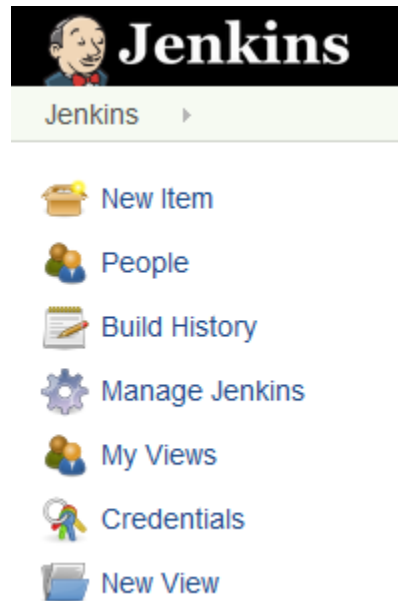 Jenkins
Jenkins
New Item
People
Build History
Manage Jenkins
My Views
Credentials
New View